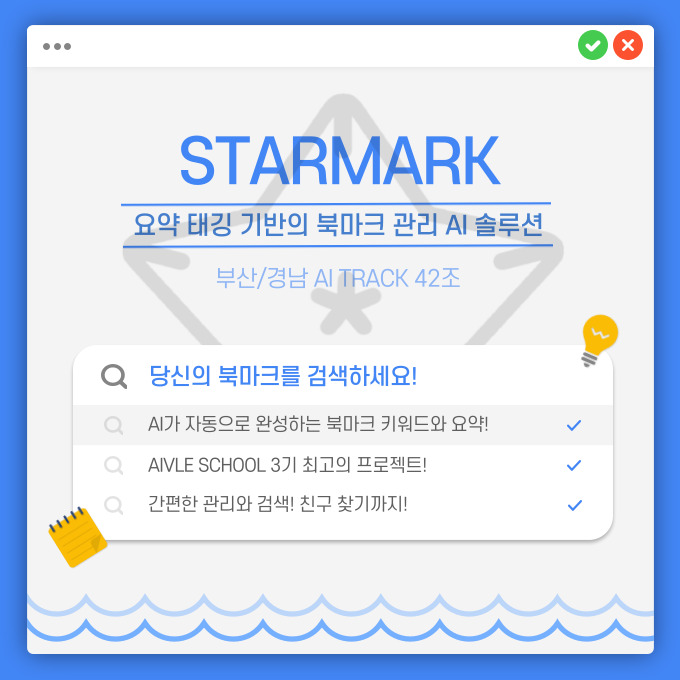 STARMARK
요약 태깅 기반의 북마크 관리 AI 솔루션
부산/경남 AI TRACK 42조
당신의 북마크를 검색하세요!
AI가 자동으로 완성하는 북마크 키워드와 요약!
AIVLE SCHOOL 3기 최고의 프로젝트!
간편한 관리와 검색! 친구 찾기까지!